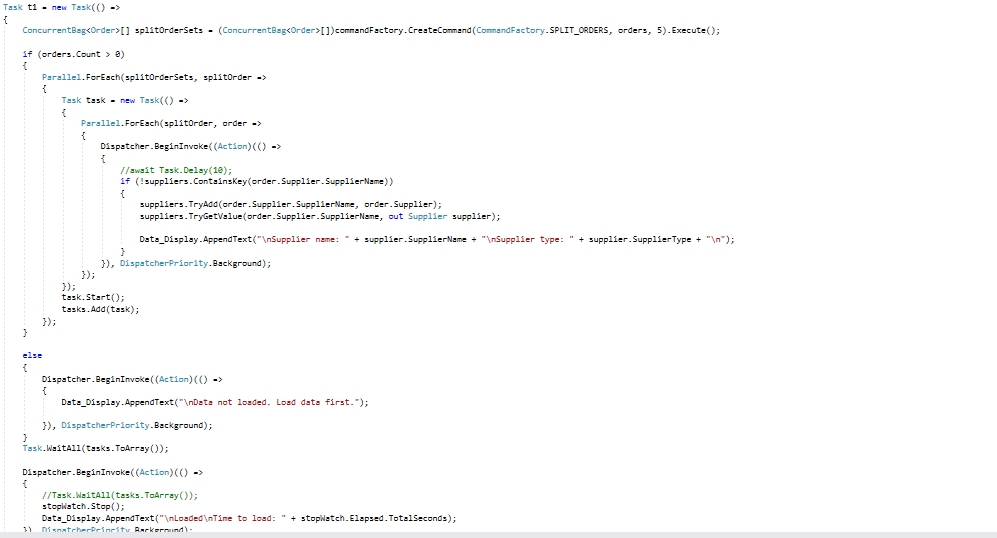 Task t1 = new Task(() =>
{
    ConcurrentBag<Order>[] splitOrderSets = (ConcurrentBag<Order>[])commandFactory.CreateCommand(CommandFactory.SPLIT_ORDERS, orders, 5).Execute();

    if (orders.Count > 0)
    {
        Parallel.ForEach(splitOrderSets, splitOrder =>
        {
            Task task = new Task(() =>
            {
                Parallel.ForEach(splitOrder, order =>
                {
                    Dispatcher.BeginInvoke((Action)(() =>
                    {
                        //await Task.Delay(10);
                        if (!suppliers.ContainsKey(order.Supplier.SupplierName))
                        {
                            suppliers.TryAdd(order.Supplier.SupplierName, order.Supplier);
                            suppliers.TryGetValue(order.Supplier.SupplierName, out Supplier supplier);

                            Data_Display.AppendText("\nSupplier name: " + supplier.SupplierName + "\nSupplier type: " + supplier.SupplierType + "\n");
                        }
                    }), DispatcherPriority.Background);
                });
            });
            task.Start();
            tasks.Add(task);
        });
    }

    else
    {
        Dispatcher.BeginInvoke((Action)(() =>
        {
            Data_Display.AppendText("\nData not loaded. Load data first.");

        }), DispatcherPriority.Background);
    }
    Task.WaitAll(tasks.ToArray());

    Dispatcher.BeginInvoke((Action)(() =>
    {
        //Task.WaitAll(tasks.ToArray());
        stopWatch.Stop();
        Data_Display.AppendText("\nLoaded\nTime to load: " + stopWatch.Elapsed.TotalSeconds);
    }), DispatcherPriority.Background);